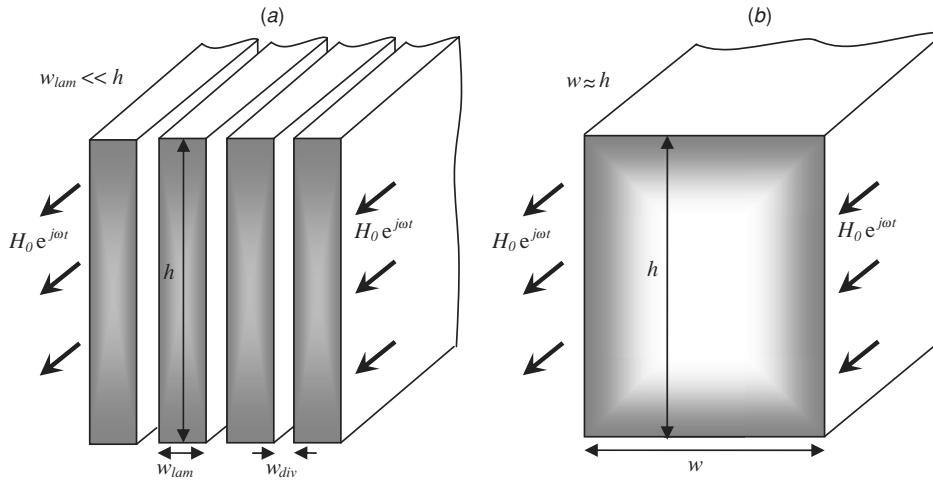 (a)
w_lam << h
H_0 e^{jωt}
h
H_0 e^{jωt}
w_lam
w_div
(b)
w ≈ h
H_0 e^{jωt}
h
H_0 e^{jωt}
w